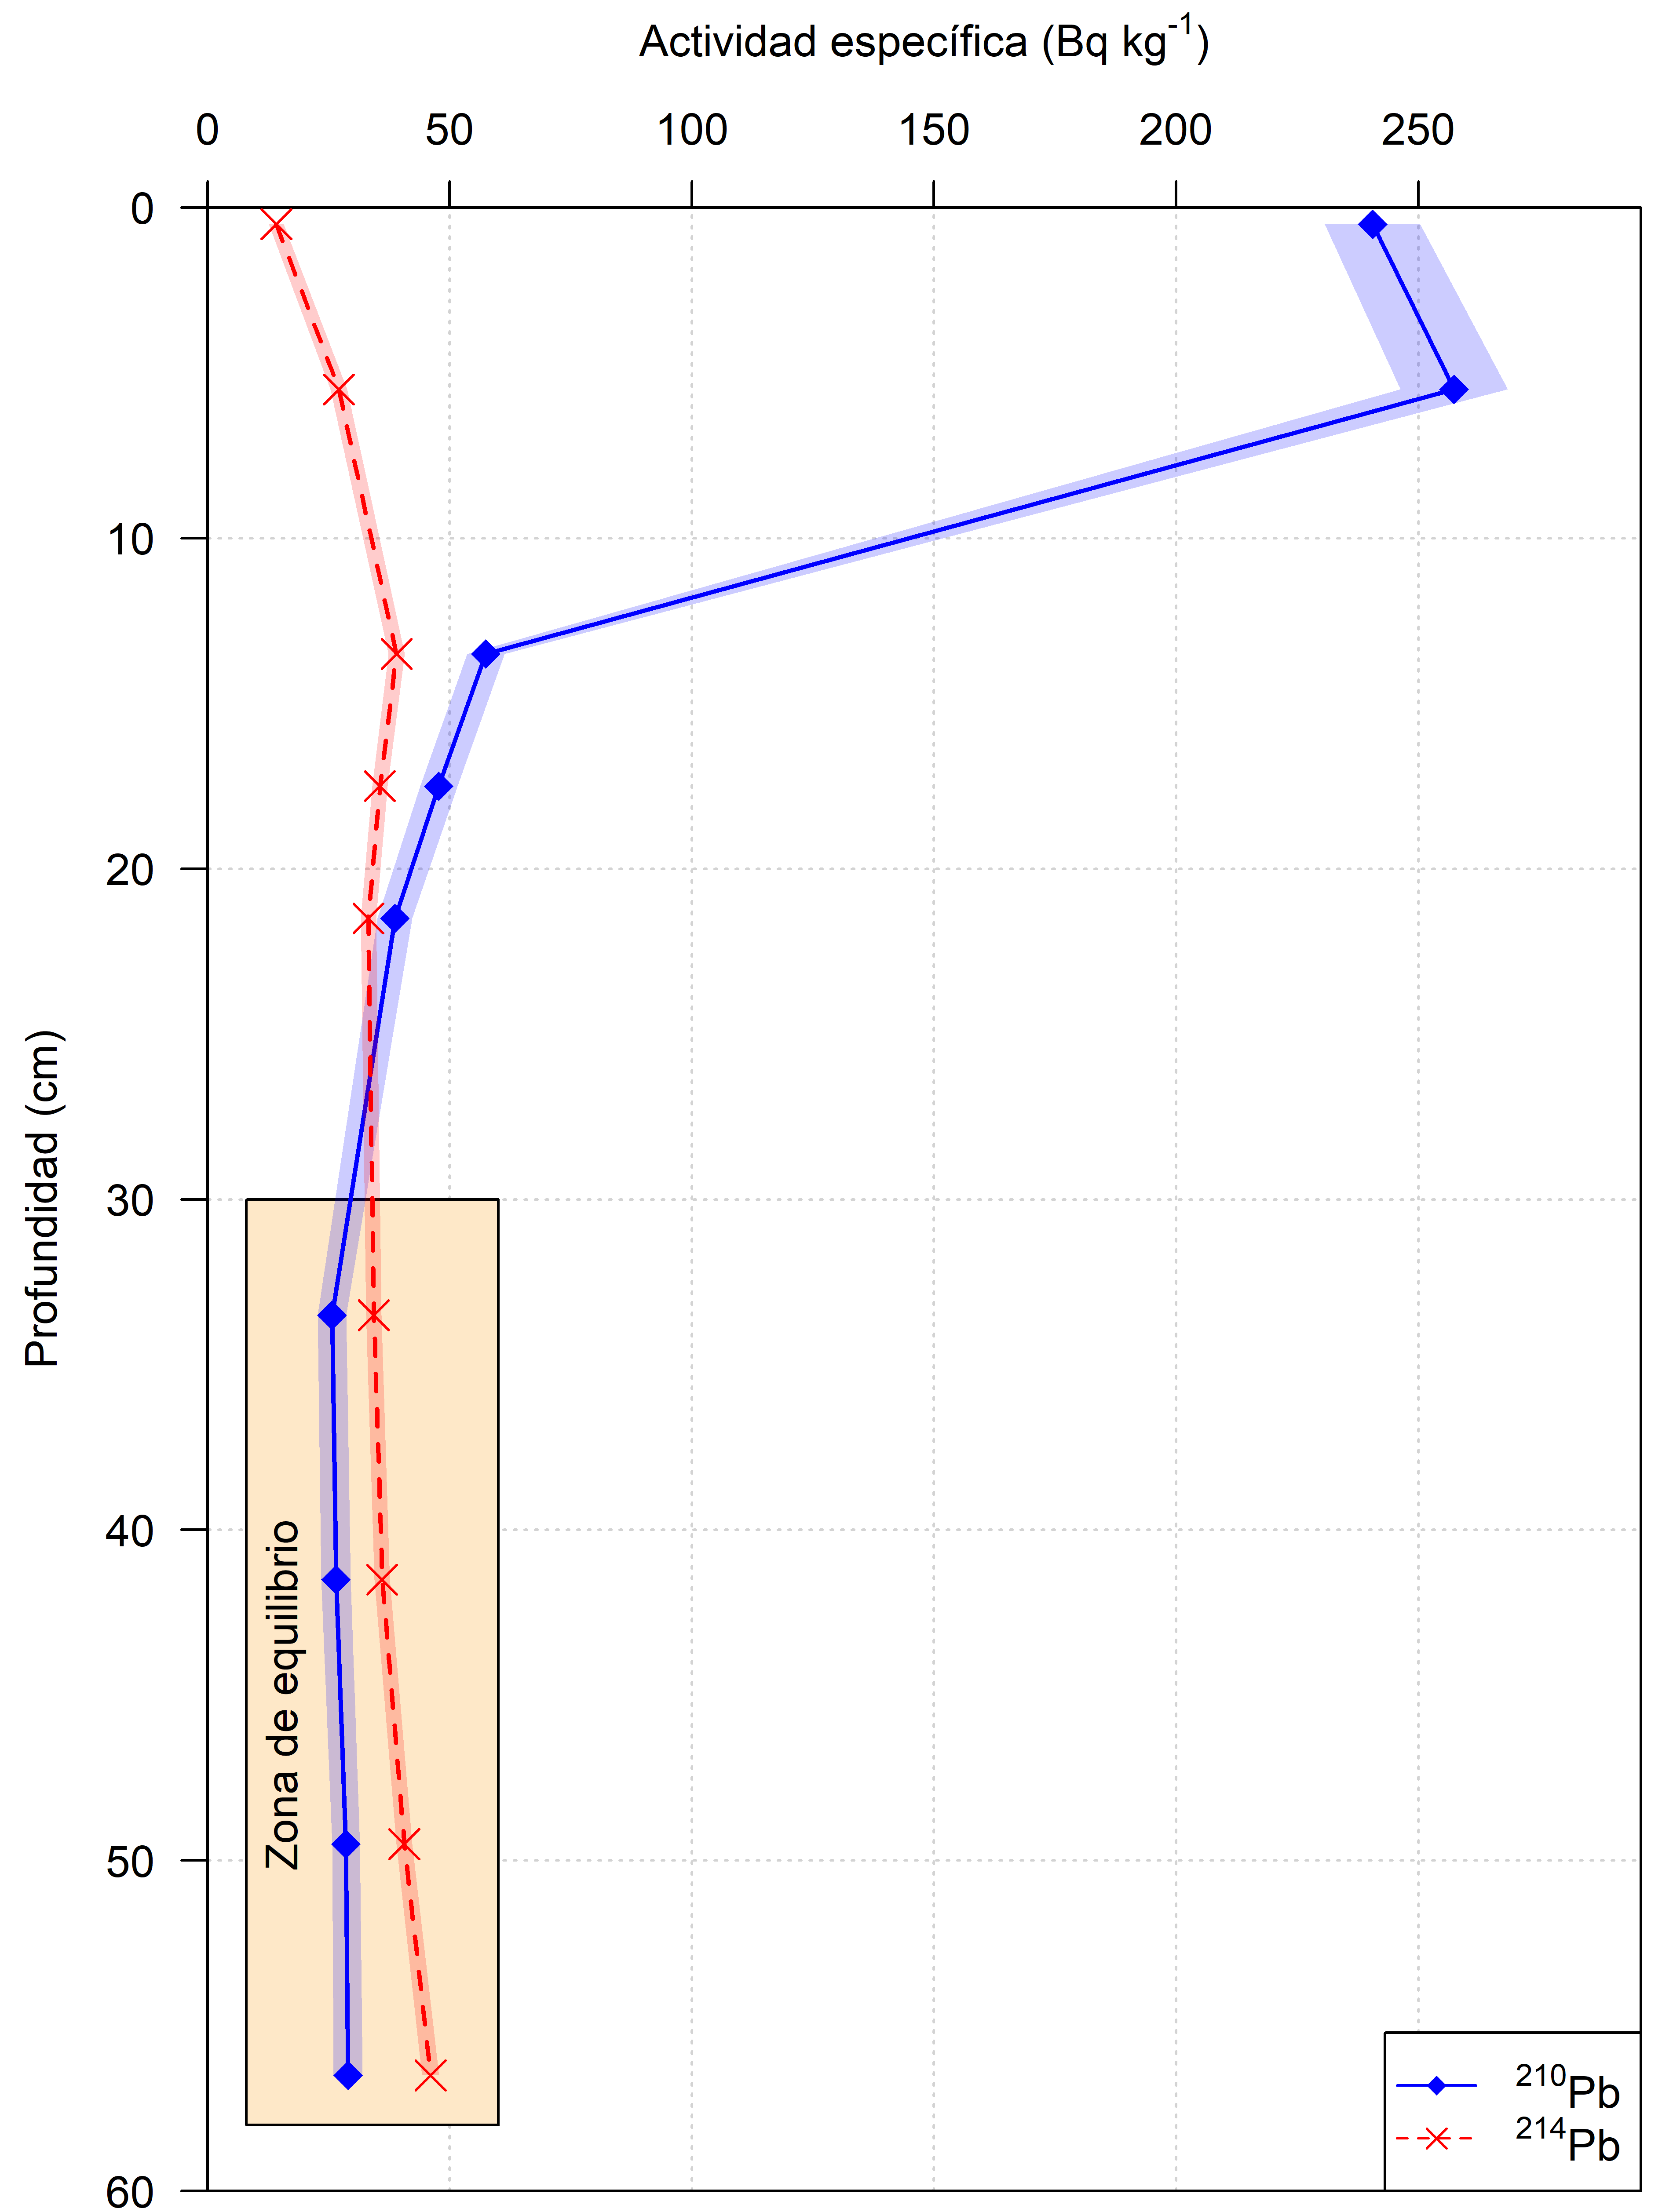 Actividad específica (Bq kg⁻¹)
0 50 100 150 200 250
0
10
20
30
40
50
60
Profundidad (cm)
Zona de equilibrio
²¹⁰Pb
²¹⁴Pb